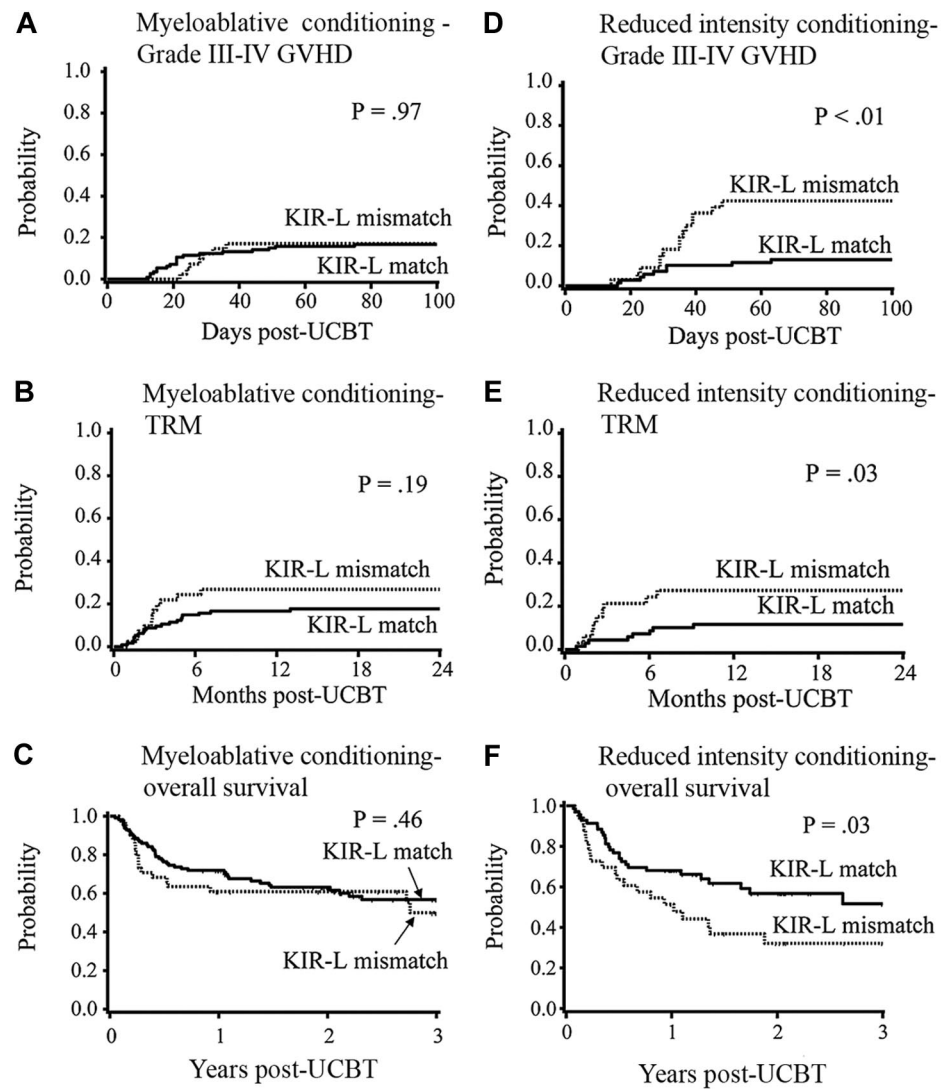 A
Myeloablative conditioning -
Grade III-IV GVHD
1.0
0.8
0.6
0.4
0.2
0.0
Probability
P = .97
KIR-L mismatch
KIR-L match
0 20 40 60 80 100
Days post-UCBT
D
Reduced intensity conditioning-
Grade III-IV GVHD
1.0
0.8
0.6
0.4
0.2
0.0
Probability
P < .01
KIR-L mismatch
KIR-L match
0 20 40 60 80 100
Days post-UCBT
B
Myeloablative conditioning-
TRM
1.0
0.8
0.6
0.4
0.2
0.0
Probability
P = .19
KIR-L mismatch
KIR-L match
0 6 12 18 24
Months post-UCBT
E
Reduced intensity conditioning-
TRM
1.0
0.8
0.6
0.4
0.2
0.0
Probability
P = .03
KIR-L mismatch
KIR-L match
0 6 12 18 24
Months post-UCBT
C
Myeloablative conditioning-
overall survival
1.0
0.8
0.6
0.4
0.2
0.0
Probability
P = .46
KIR-L match
KIR-L mismatch
0 1 2 3
Years post-UCBT
F
Reduced intensity conditioning-
overall survival
1.0
0.8
0.6
0.4
0.2
0.0
Probability
P = .03
KIR-L match
KIR-L mismatch
0 1 2 3
Years post-UCBT